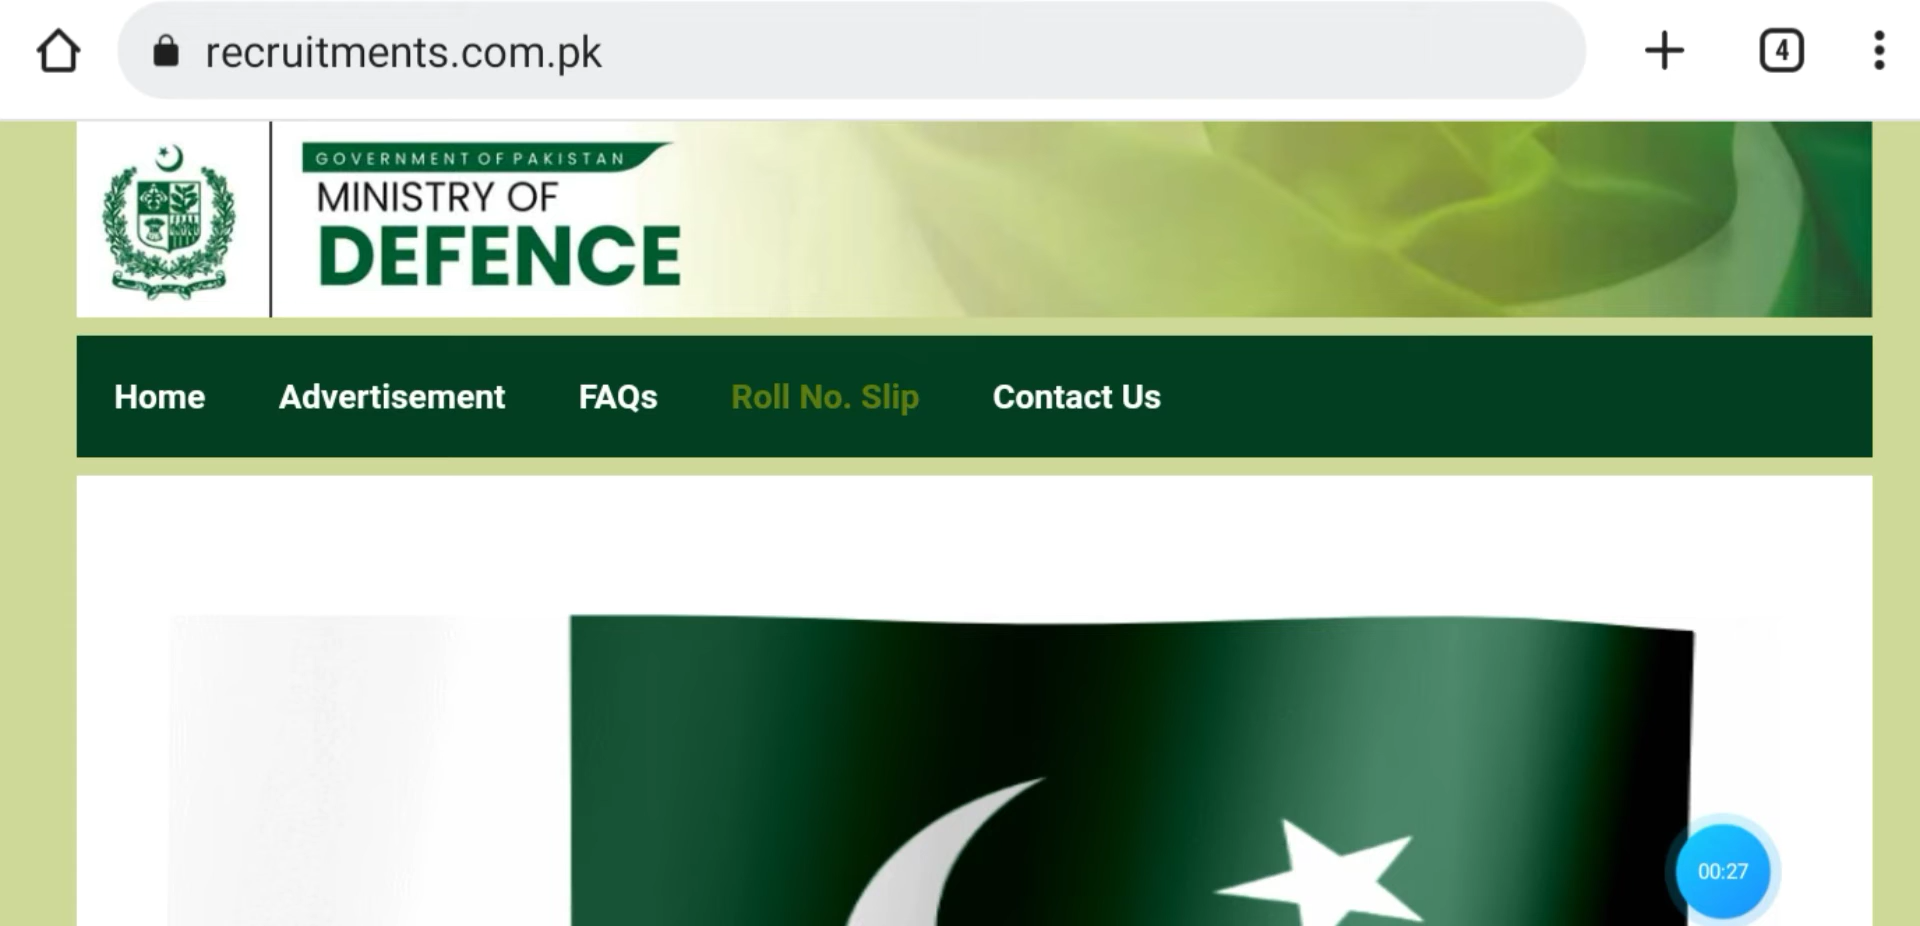 recruitments.com.pk
4
GOVERNMENT OF PAKISTAN
MINISTRY OF
DEFENCE
Home Advertisement FAQs Roll No. Slip Contact Us
00:27